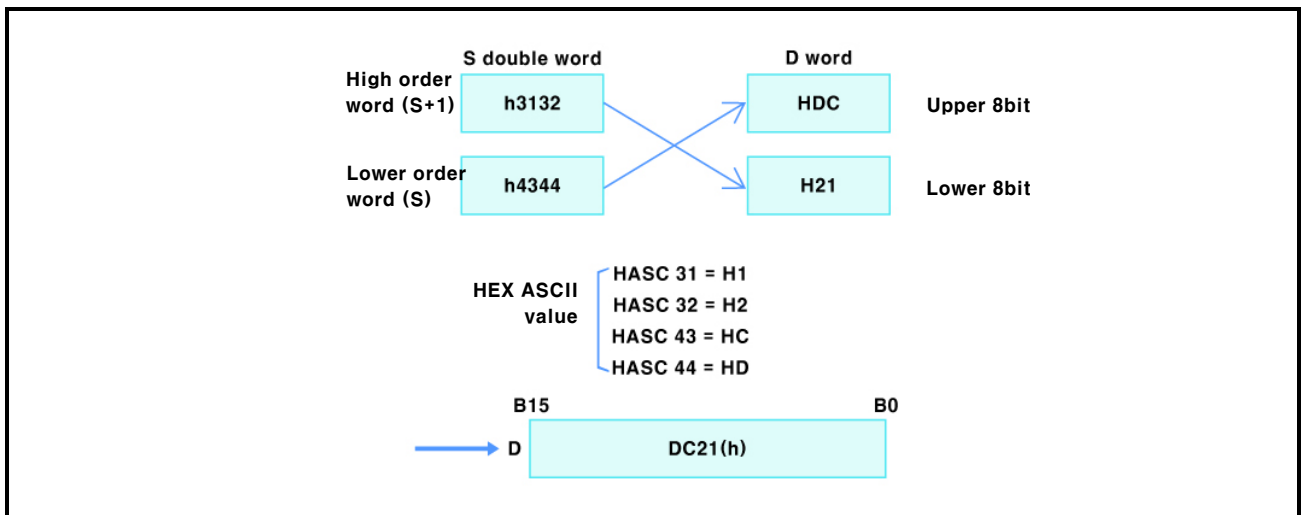 S double word
D word
High order
word (S+1)
h3132
HDC
Upper 8bit
Lower order
word (S)
h4344
H21
Lower 8bit
HEX ASCII
value
HASC 31 = H1
HASC 32 = H2
HASC 43 = HC
HASC 44 = HD
B15
B0
D
DC21(h)